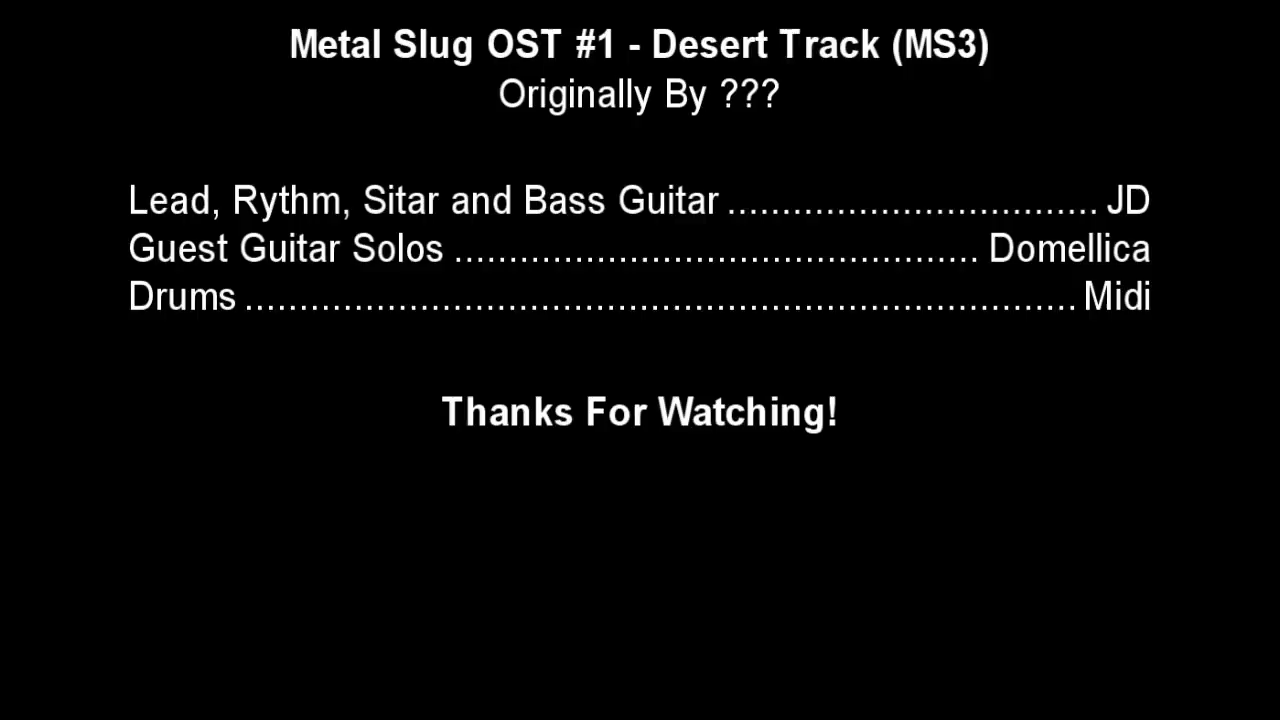 Metal Slug OST #1 - Desert Track (MS3)
Originally By ???
Lead, Rythm, Sitar and Bass Guitar .................................. JD
Guest Guitar Solos ................................................ Domellica
Drums ............................................................................ Midi
Thanks For Watching!